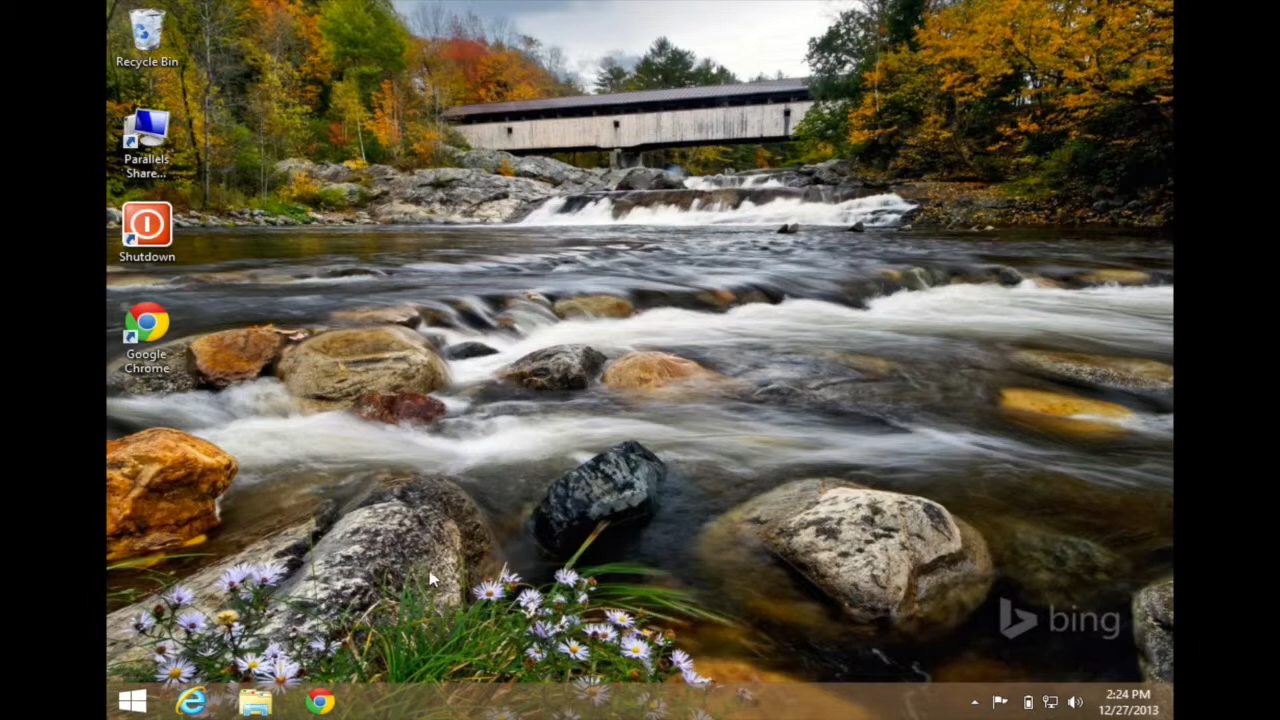 Recycle Bin
Parallels
Share...
Shutdown
Google
Chrome
bing
2:24 PM
12/27/2013